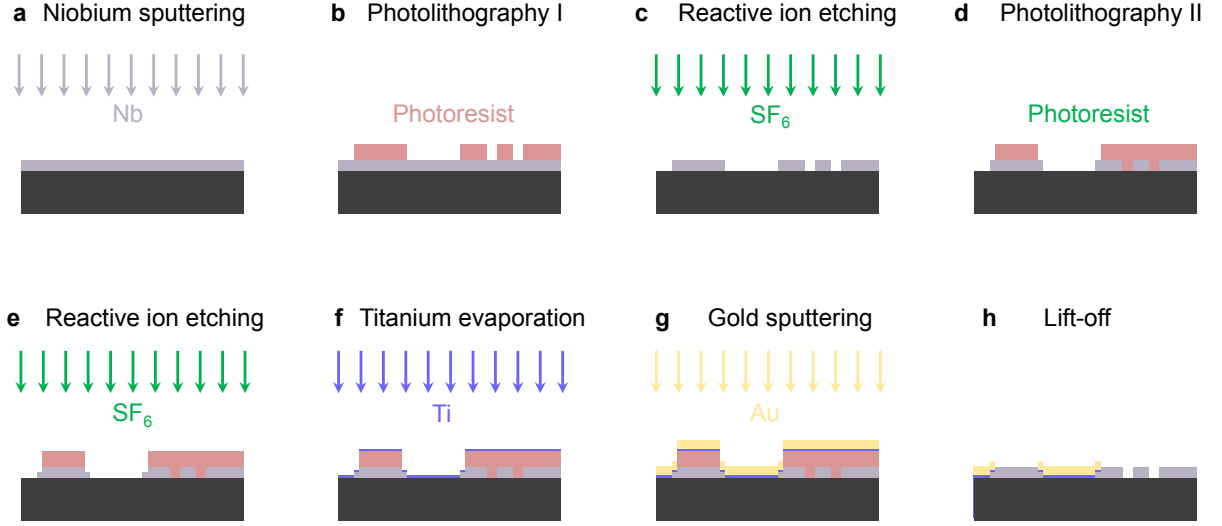 a Niobium sputtering
b Photolithography I
c Reactive ion etching
d Photolithography II
Nb
Photoresist
SF₆
Photoresist
e Reactive ion etching
f Titanium evaporation
g Gold sputtering
h Lift-off
SF₆
Ti
Au